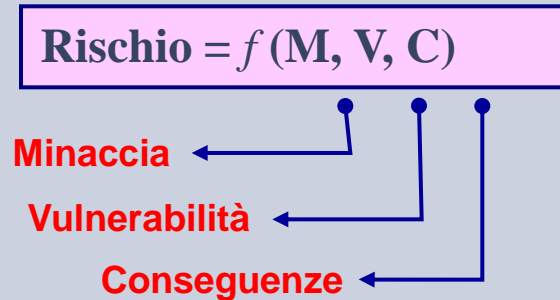 Rischio = f (M, V, C)
Minaccia
Vulnerabilità
Conseguenze